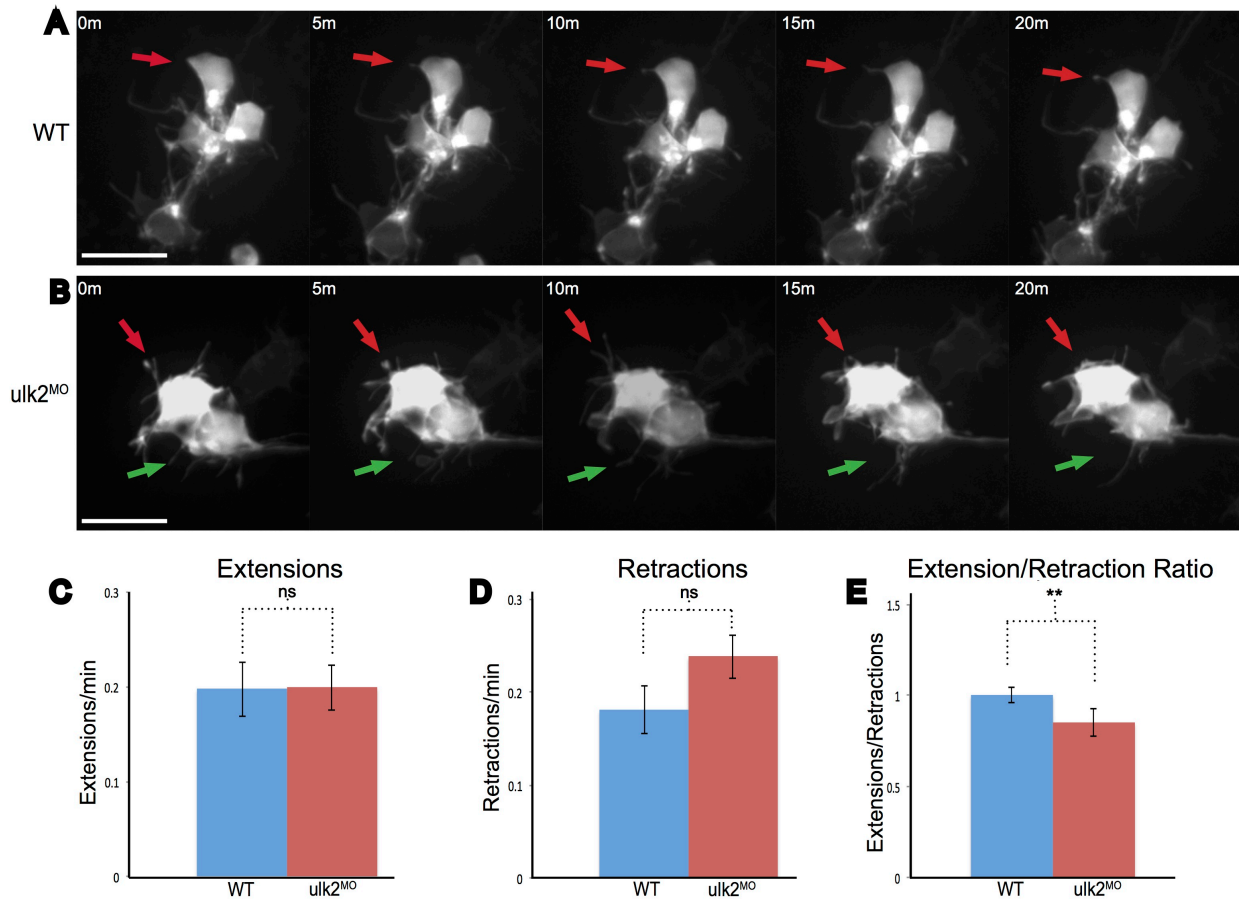 A
0m 5m 10m 15m 20m
WT
B
0m 5m 10m 15m 20m
ulk2MO
C
Extensions
ns
0.3
0.2
0.1
0
Extensions/min
WT ulk2MO
D
Retractions
ns
0.3
0.2
0.1
0
Retractions/min
WT ulk2MO
E
Extension/Retraction Ratio
**
1.5
1
0.5
0
Extensions/Retractions
WT ulk2MO